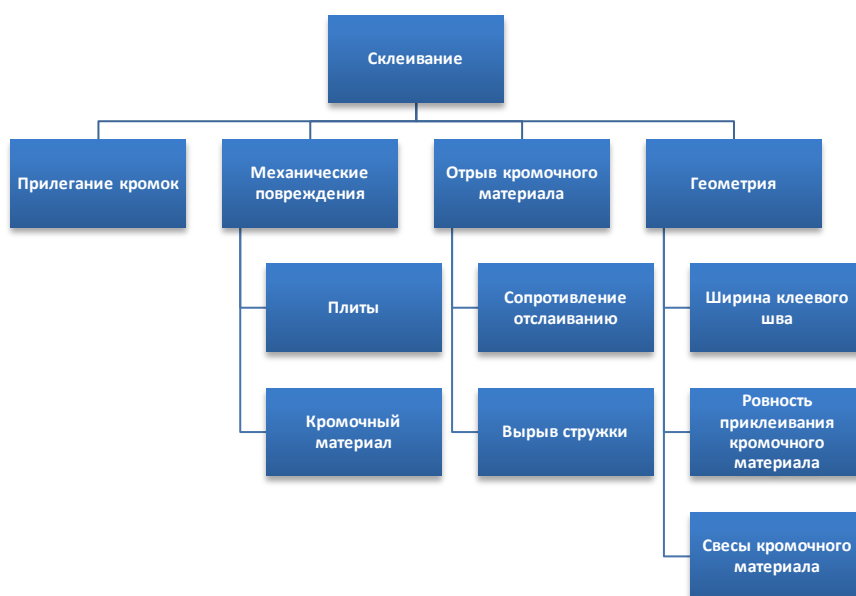 Склеивание
Прилегание кромок
Механические
повреждения
Отрыв кромочного
материала
Геометрия
Плиты
Сопротивление
отслаиванию
Ширина клеевого
шва
Кромочный
материал
Вырыв стружки
Ровность
приклеивания
кромочного
материала
Свесы кромочного
материала